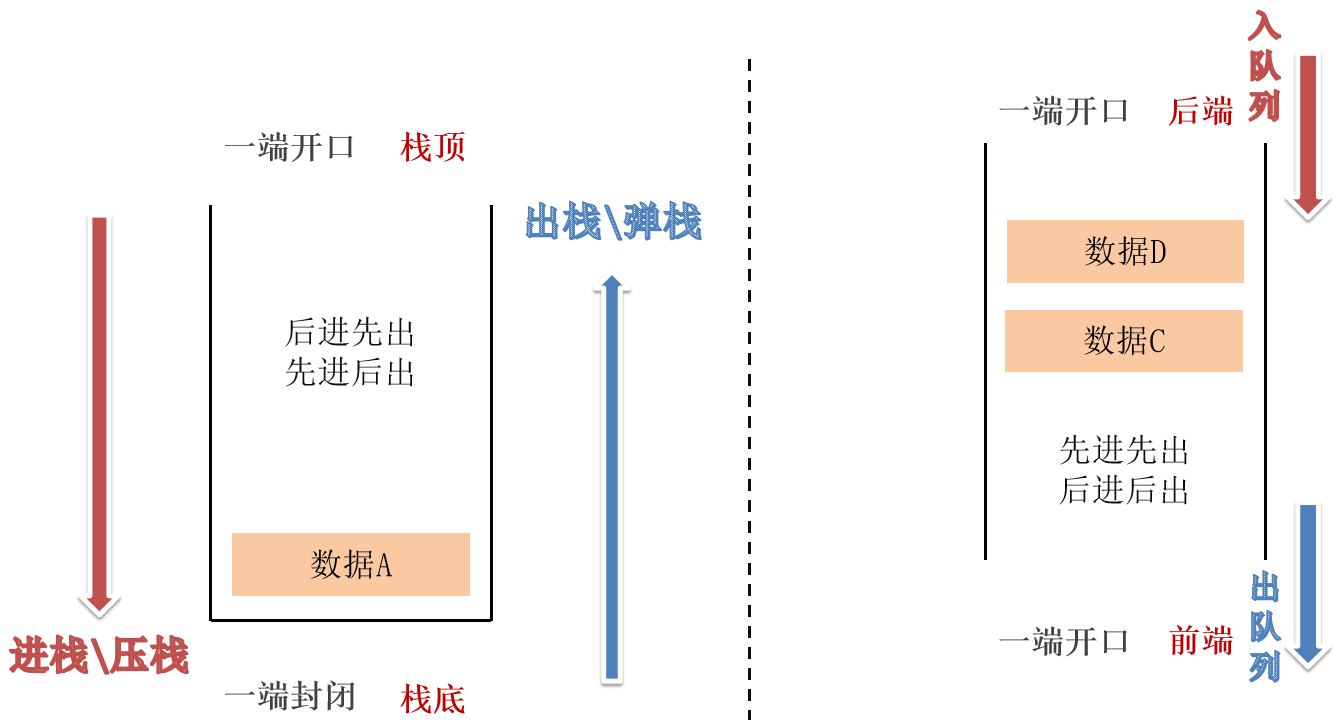 一端开口 栈顶
出栈\弹栈
后进先出
先进后出
数据A
进栈\压栈
一端封闭 栈底
入队列
一端开口 后端
数据D
数据C
先进先出
后进后出
一端开口 前端
出队列